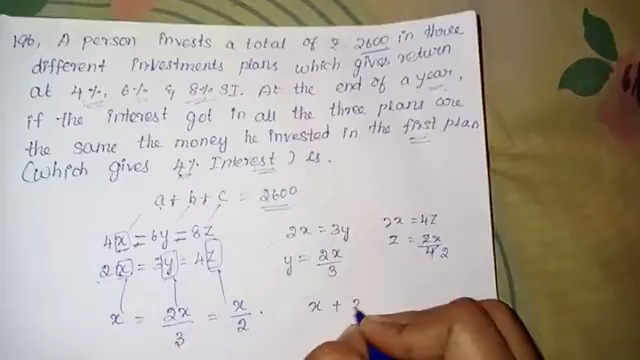 196, A person invests a total of ₹ 2600 in three
different investments plans which gives return
at 4%, 6% & 8% SI. At the end of a year,
if the interest got in all the three plans are
the same the money he invested in the first plan
(which gives 4% Interest) is.
a + b + c = 2600
4x = 6y = 8z
2x = 3y = 4z
x = 2x/3 = x/2.
2x = 3y
y = 2x/3
2x = 4z
z = 2x/4 2
x + 2